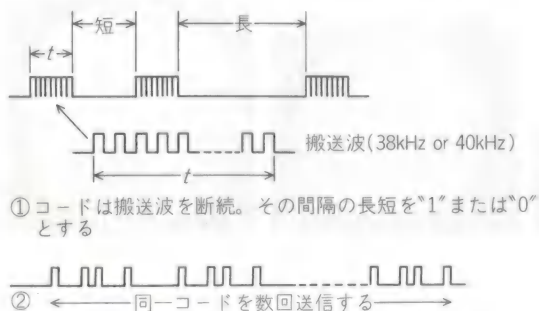 短
長
t
搬送波(38kHz or 40kHz)
t
①コードは搬送波を断続。その間隔の長短を"1"または"0"
とする
② 同一コードを数回送信する